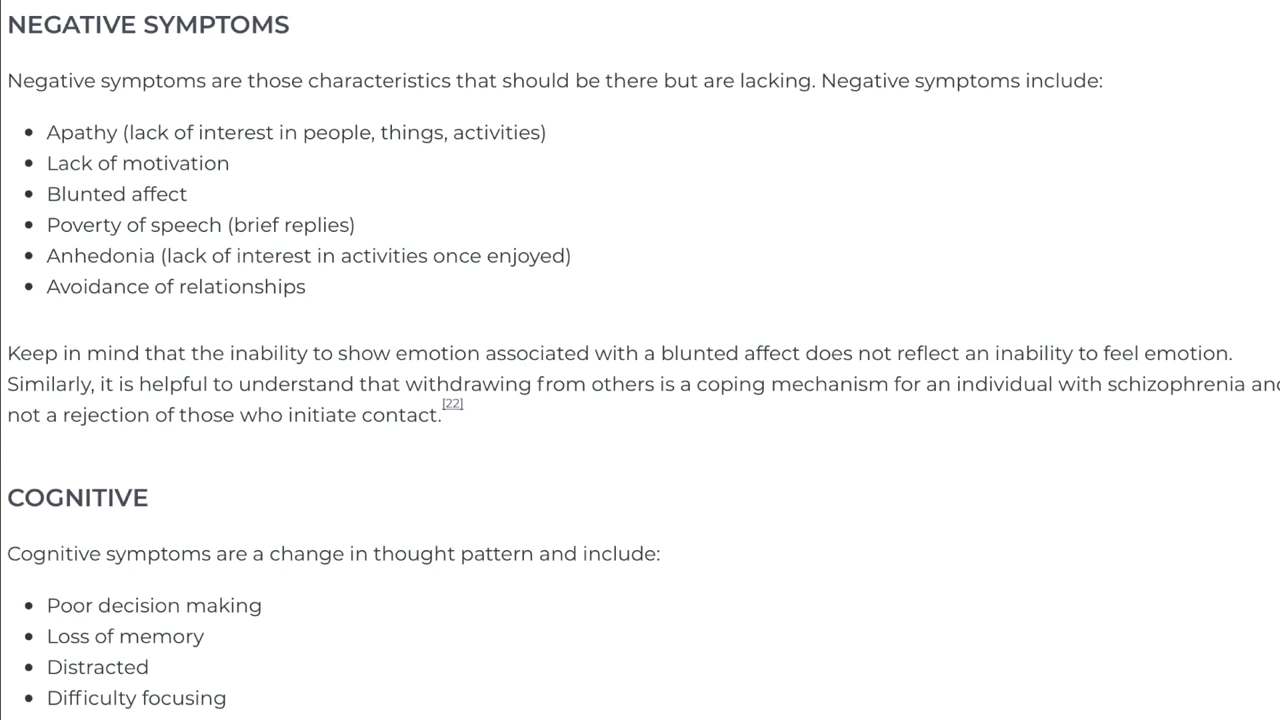 NEGATIVE SYMPTOMS
Negative symptoms are those characteristics that should be there but are lacking. Negative symptoms include:
• Apathy (lack of interest in people, things, activities)
• Lack of motivation
• Blunted affect
• Poverty of speech (brief replies)
• Anhedonia (lack of interest in activities once enjoyed)
• Avoidance of relationships
Keep in mind that the inability to show emotion associated with a blunted affect does not reflect an inability to feel emotion.
Similarly, it is helpful to understand that withdrawing from others is a coping mechanism for an individual with schizophrenia and
not a rejection of those who initiate contact.[22]
COGNITIVE
Cognitive symptoms are a change in thought pattern and include:
• Poor decision making
• Loss of memory
• Distracted
• Difficulty focusing